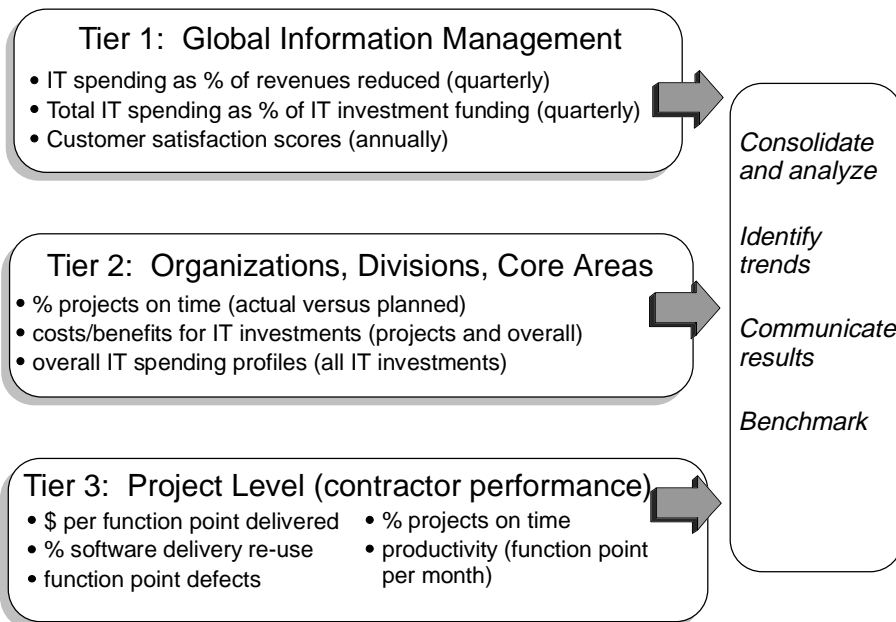 Tier 1: Global Information Management
• IT spending as % of revenues reduced (quarterly)
• Total IT spending as % of IT investment funding (quarterly)
• Customer satisfaction scores (annually)
Tier 2: Organizations, Divisions, Core Areas
• % projects on time (actual versus planned)
• costs/benefits for IT investments (projects and overall)
• overall IT spending profiles (all IT investments)
Tier 3: Project Level (contractor performance)
• $ per function point delivered
• % software delivery re-use
• function point defects
• % projects on time
• productivity (function point
per month)
Consolidate
and analyze
Identify
trends
Communicate
results
Benchmark